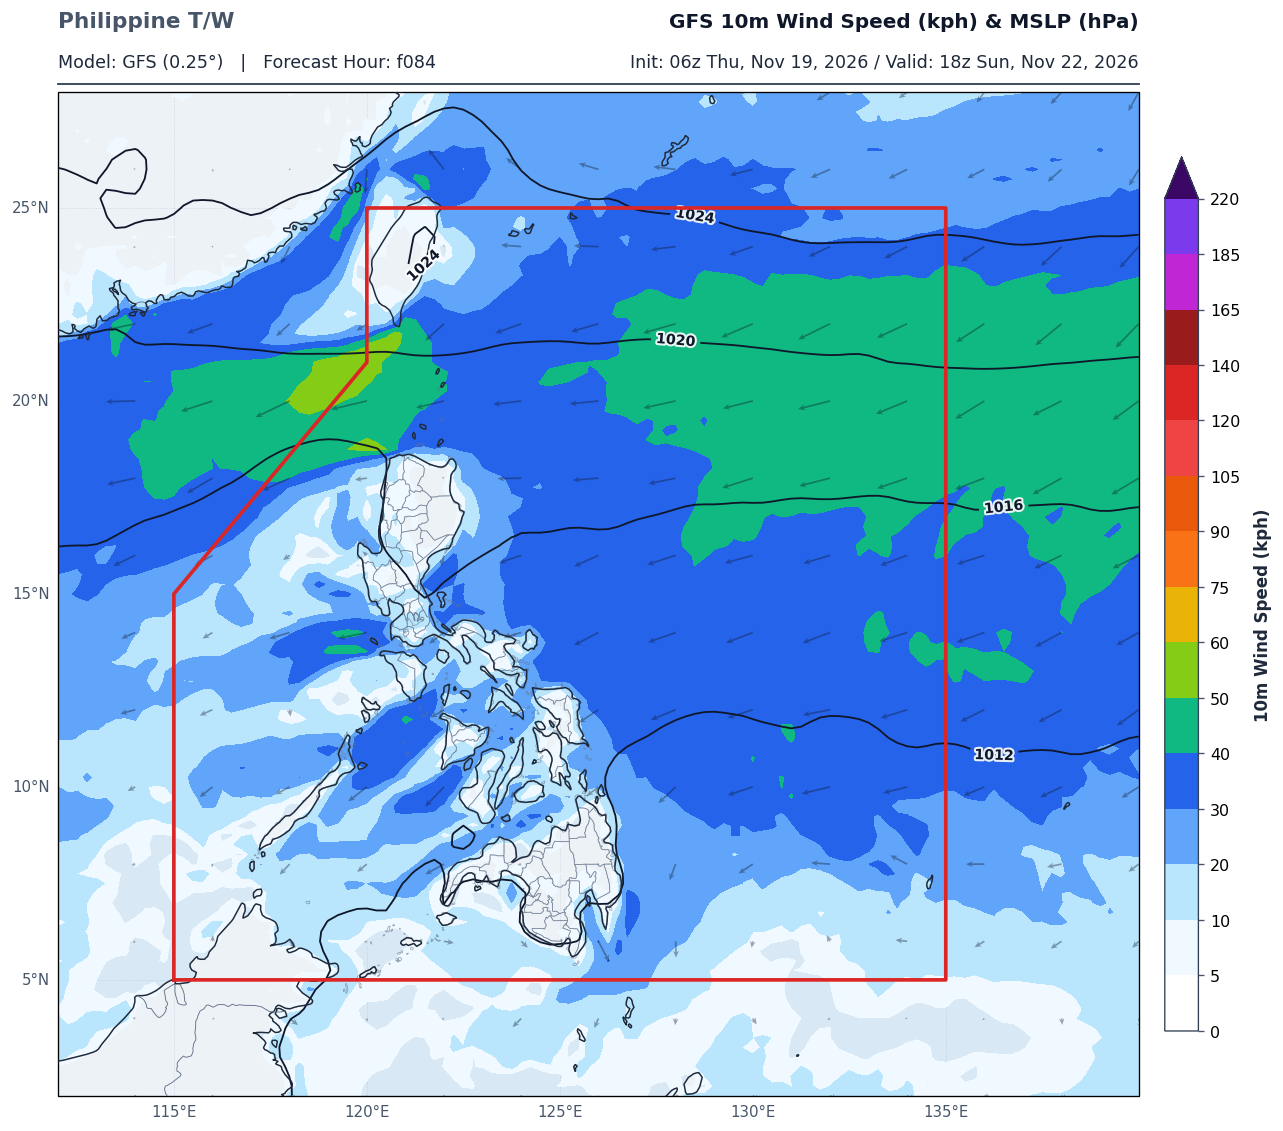 Philippine T/W
GFS 10m Wind Speed (kph) & MSLP (hPa)
Model: GFS (0.25°) | Forecast Hour: f084
Init: 06z Thu, Nov 19, 2026 / Valid: 18z Sun, Nov 22, 2026
25°N
20°N
15°N
10°N
5°N
115°E
120°E
125°E
130°E
135°E
1024
1024
1020
1016
1012
220
185
165
140
120
105
90
75
60
50
40
30
20
10
5
0
10m Wind Speed (kph)